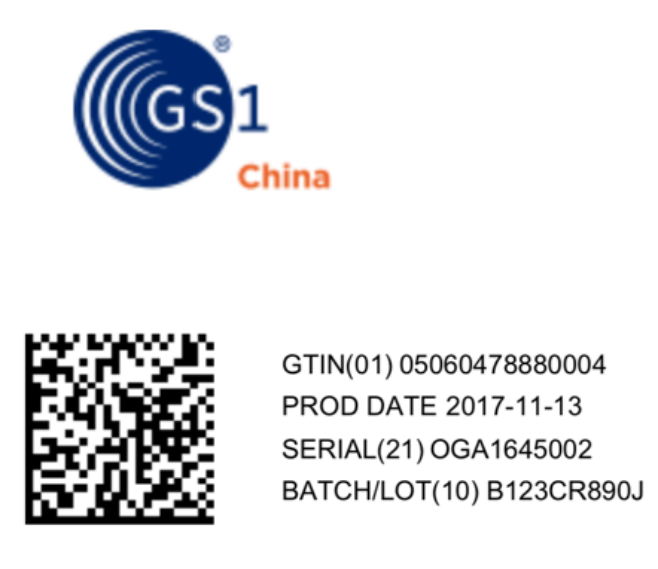 GS1
®
China
GTIN(01) 05060478880004
PROD DATE 2017-11-13
SERIAL(21) OGA1645002
BATCH/LOT(10) B123CR890J